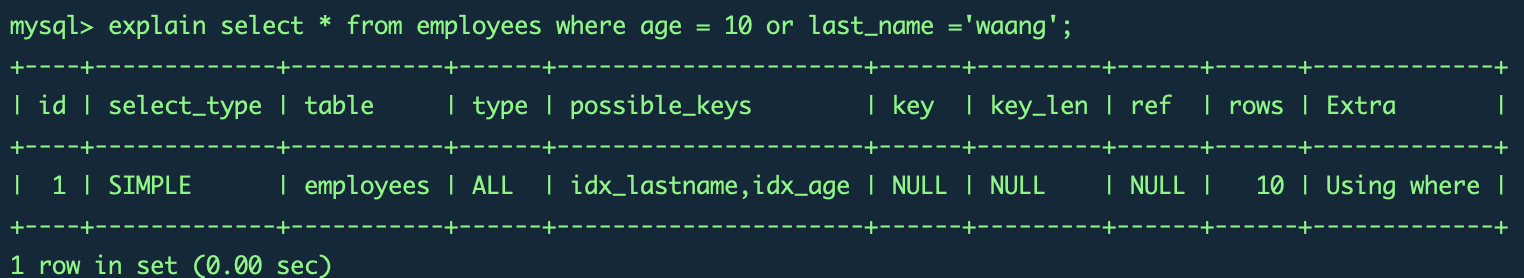 mysql> explain select * from employees where age = 10 or last_name ='waang';
+----+-------------+-----------+------+----------------------+------+---------+------+------+-------------+
| id | select_type | table     | type | possible_keys        | key  | key_len | ref  | rows | Extra       |
+----+-------------+-----------+------+----------------------+------+---------+------+------+-------------+
|  1 | SIMPLE      | employees | ALL  | idx_lastname,idx_age | NULL | NULL    | NULL |   10 | Using where |
+----+-------------+-----------+------+----------------------+------+---------+------+------+-------------+
1 row in set (0.00 sec)